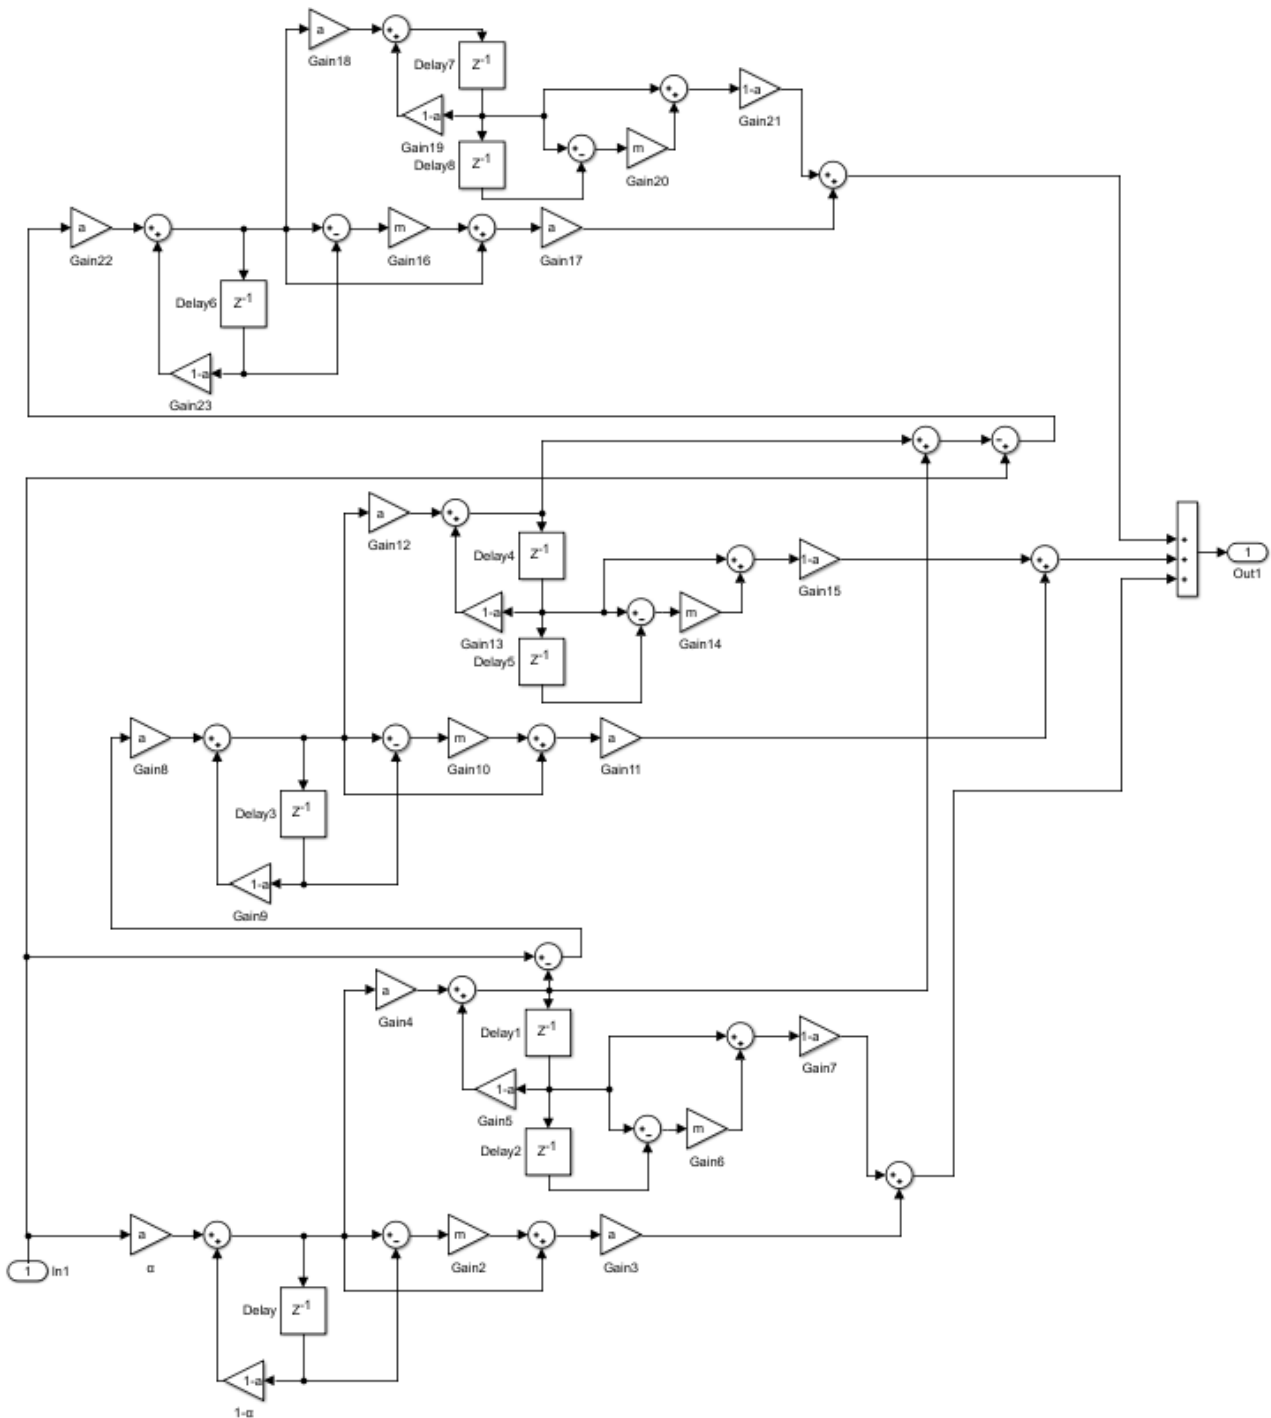 a
Gain18
+
+
Delay7
Z-1
1-a
Gain19
Delay8
Z-1
+
-
m
Gain20
+
+
1-a
Gain21
+
+
a
Gain22
+
+
+
-
m
Gain16
+
+
a
Gain17
Delay6
Z-1
1-a
Gain23
+
+
-
+
a
Gain12
+
+
Delay4
Z-1
1-a
Gain13
Delay5
Z-1
+
-
m
Gain14
+
+
1-a
Gain15
+
+
+
+
+
1
Out1
a
Gain8
+
+
+
-
m
Gain10
+
+
a
Gain11
Delay3
Z-1
1-a
Gain9
+
-
a
Gain4
+
+
Delay1
Z-1
1-a
Gain5
Delay2
Z-1
+
-
m
Gain6
+
+
1-a
Gain7
+
+
1
In1
a
α
+
+
+
-
m
Gain2
+
+
a
Gain3
Delay
Z-1
1-a
1-α